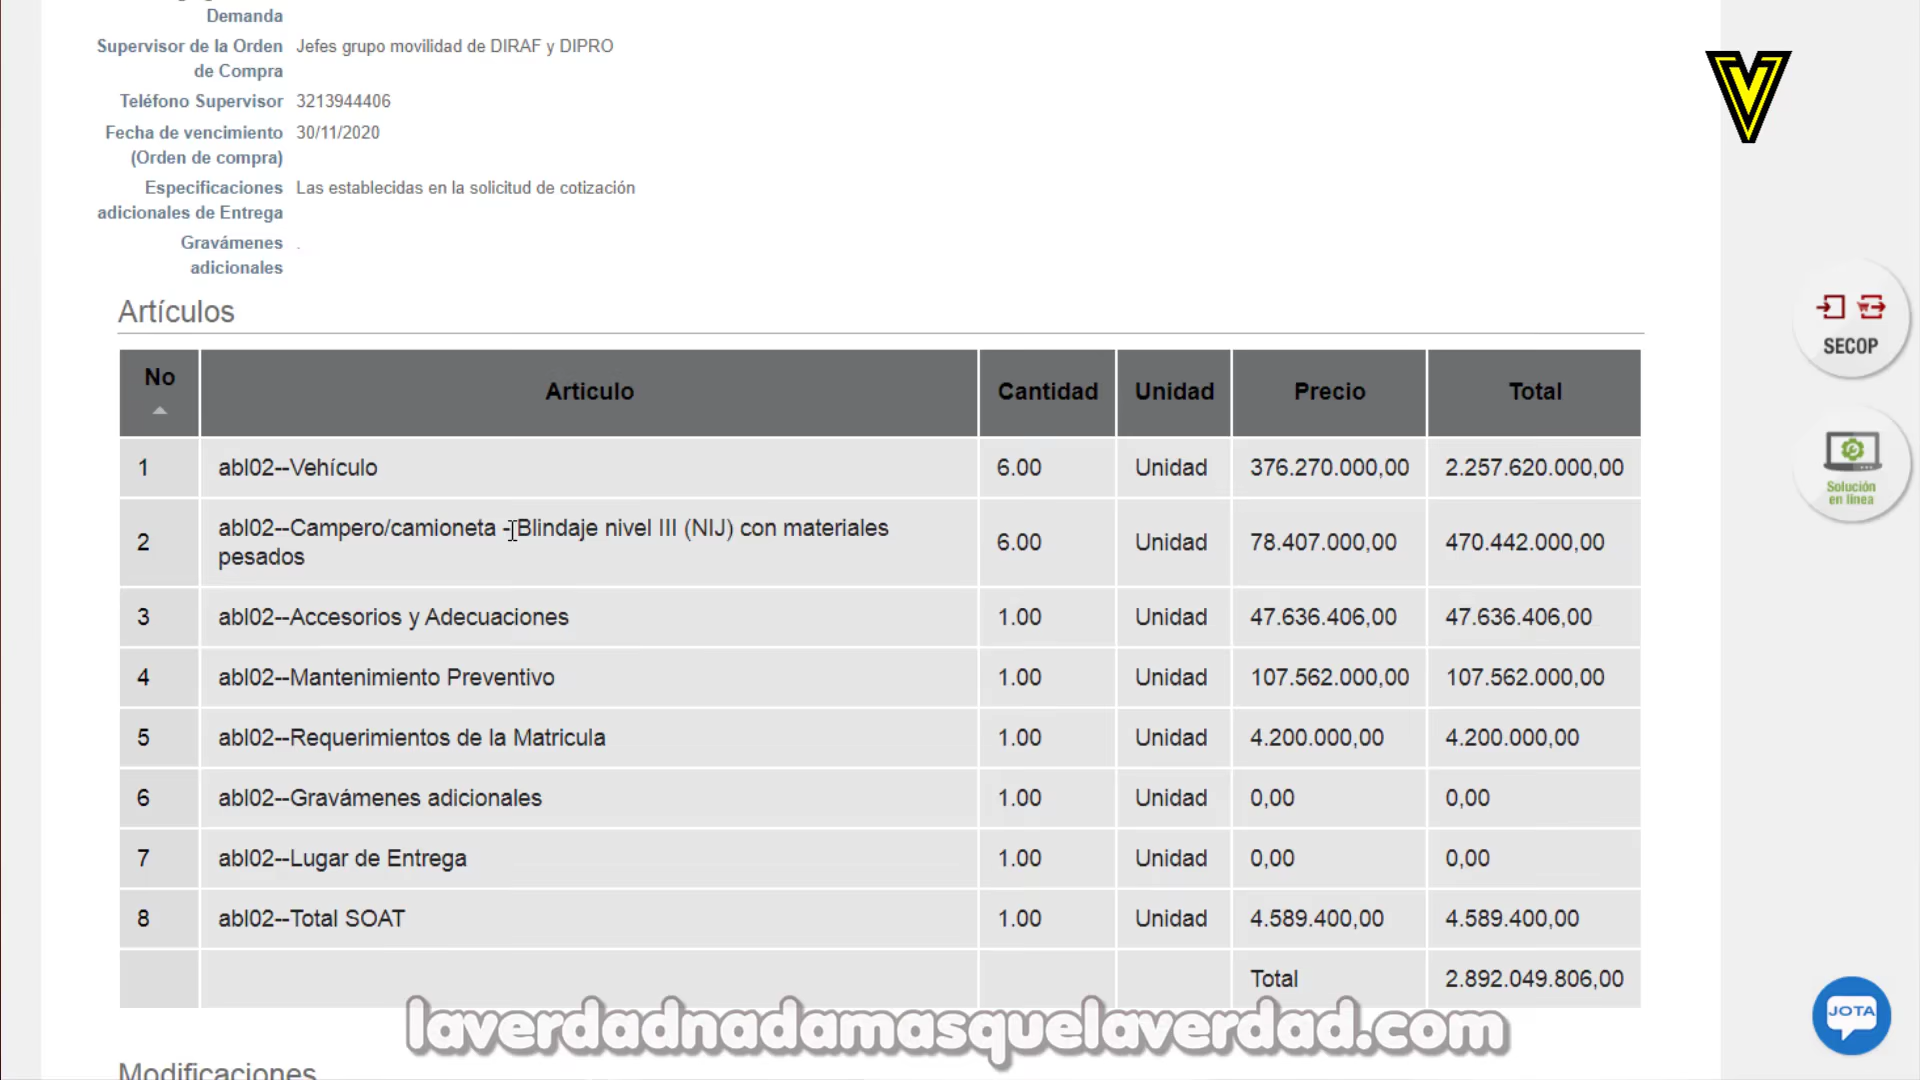 Demanda
Supervisor de la Orden de Compra Jefes grupo movilidad de DIRAF y DIPRO
Teléfono Supervisor 3213944406
Fecha de vencimiento (Orden de compra) 30/11/2020
Especificaciones adicionales de Entrega Las establecidas en la solicitud de cotización
Gravámenes adicionales .
Artículos
No Articulo Cantidad Unidad Precio Total
1 abl02--Vehículo 6.00 Unidad 376.270.000,00 2.257.620.000,00
2 abl02--Campero/camioneta - Blindaje nivel III (NIJ) con materiales pesados 6.00 Unidad 78.407.000,00 470.442.000,00
3 abl02--Accesorios y Adecuaciones 1.00 Unidad 47.636.406,00 47.636.406,00
4 abl02--Mantenimiento Preventivo 1.00 Unidad 107.562.000,00 107.562.000,00
5 abl02--Requerimientos de la Matricula 1.00 Unidad 4.200.000,00 4.200.000,00
6 abl02--Gravámenes adicionales 1.00 Unidad 0,00 0,00
7 abl02--Lugar de Entrega 1.00 Unidad 0,00 0,00
8 abl02--Total SOAT 1.00 Unidad 4.589.400,00 4.589.400,00
Total 2.892.049.806,00
laverdadnadamasquelaverdad.com
Modificaciones
V
SECOP
Solución
en línea
JOTA